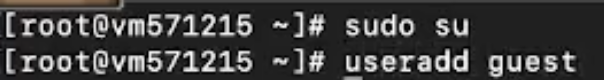 [root@vm571215 ~]# sudo su
[root@vm571215 ~]# useradd guest